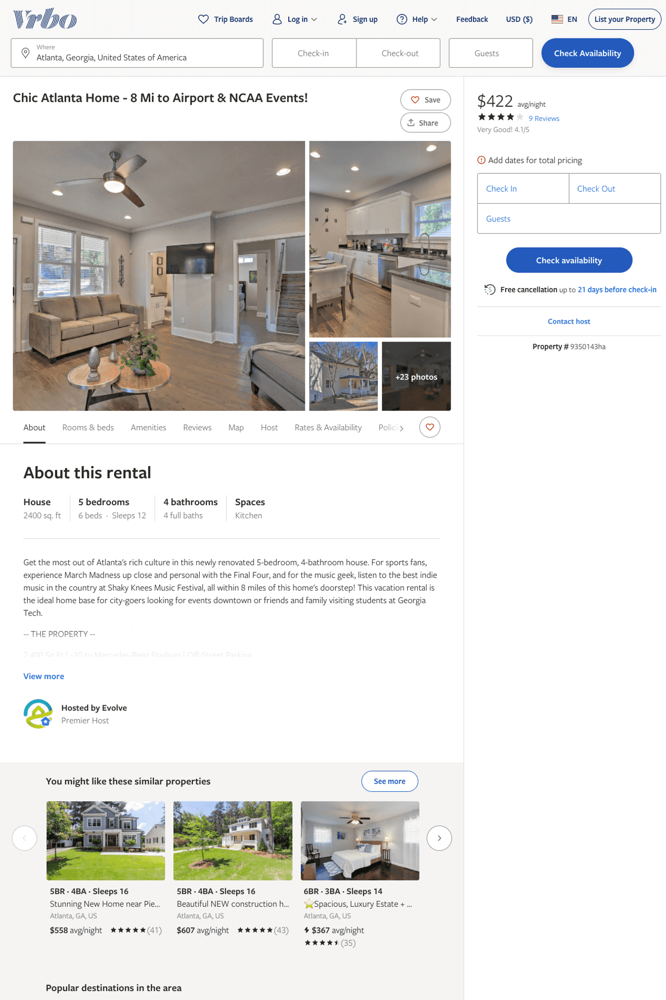 Vrbo
Trip Boards
Log in
Sign up
Help
Feedback
USD ($)
EN
List your Property
Where
Atlanta, Georgia, United States of America
Check-in
Check-out
Guests
Check Availability
Chic Atlanta Home - 8 Mi to Airport & NCAA Events!
Save
Share
+23 photos
$422 avg/night
9 Reviews
Very Good! 4.1/5
Add dates for total pricing
Check In
Check Out
Guests
Check availability
Free cancellation up to 21 days before check-in
Contact host
Property # 9350143ha
About
Rooms & beds
Amenities
Reviews
Map
Host
Rates & Availability
Polici
About this rental
House
2400 sq. ft
5 bedrooms
6 beds · Sleeps 12
4 bathrooms
4 full baths
Spaces
Kitchen
Get the most out of Atlanta's rich culture in this newly renovated 5-bedroom, 4-bathroom house. For sports fans,
experience March Madness up close and personal with the Final Four, and for the music geek, listen to the best indie
music in the country at Shaky Knees Music Festival, all within 8 miles of this home's doorstep! This vacation rental is
the ideal home base for city-goers looking for events downtown or friends and family visiting students at Georgia
Tech.
-- THE PROPERTY --
2,400 Sq Ft | ~10 to Mercedes-Benz Stadium | Off-Street Parking
View more
Hosted by Evolve
Premier Host
You might like these similar properties
See more
5BR · 4BA · Sleeps 16
Stunning New Home near Pie...
Atlanta, GA, US
$558 avg/night (41)
5BR · 4BA · Sleeps 16
Beautiful NEW construction h...
Atlanta, GA, US
$607 avg/night (43)
6BR · 3BA · Sleeps 14
⭐Spacious, Luxury Estate + ...
Atlanta, GA, US
$367 avg/night
(35)
Popular destinations in the area